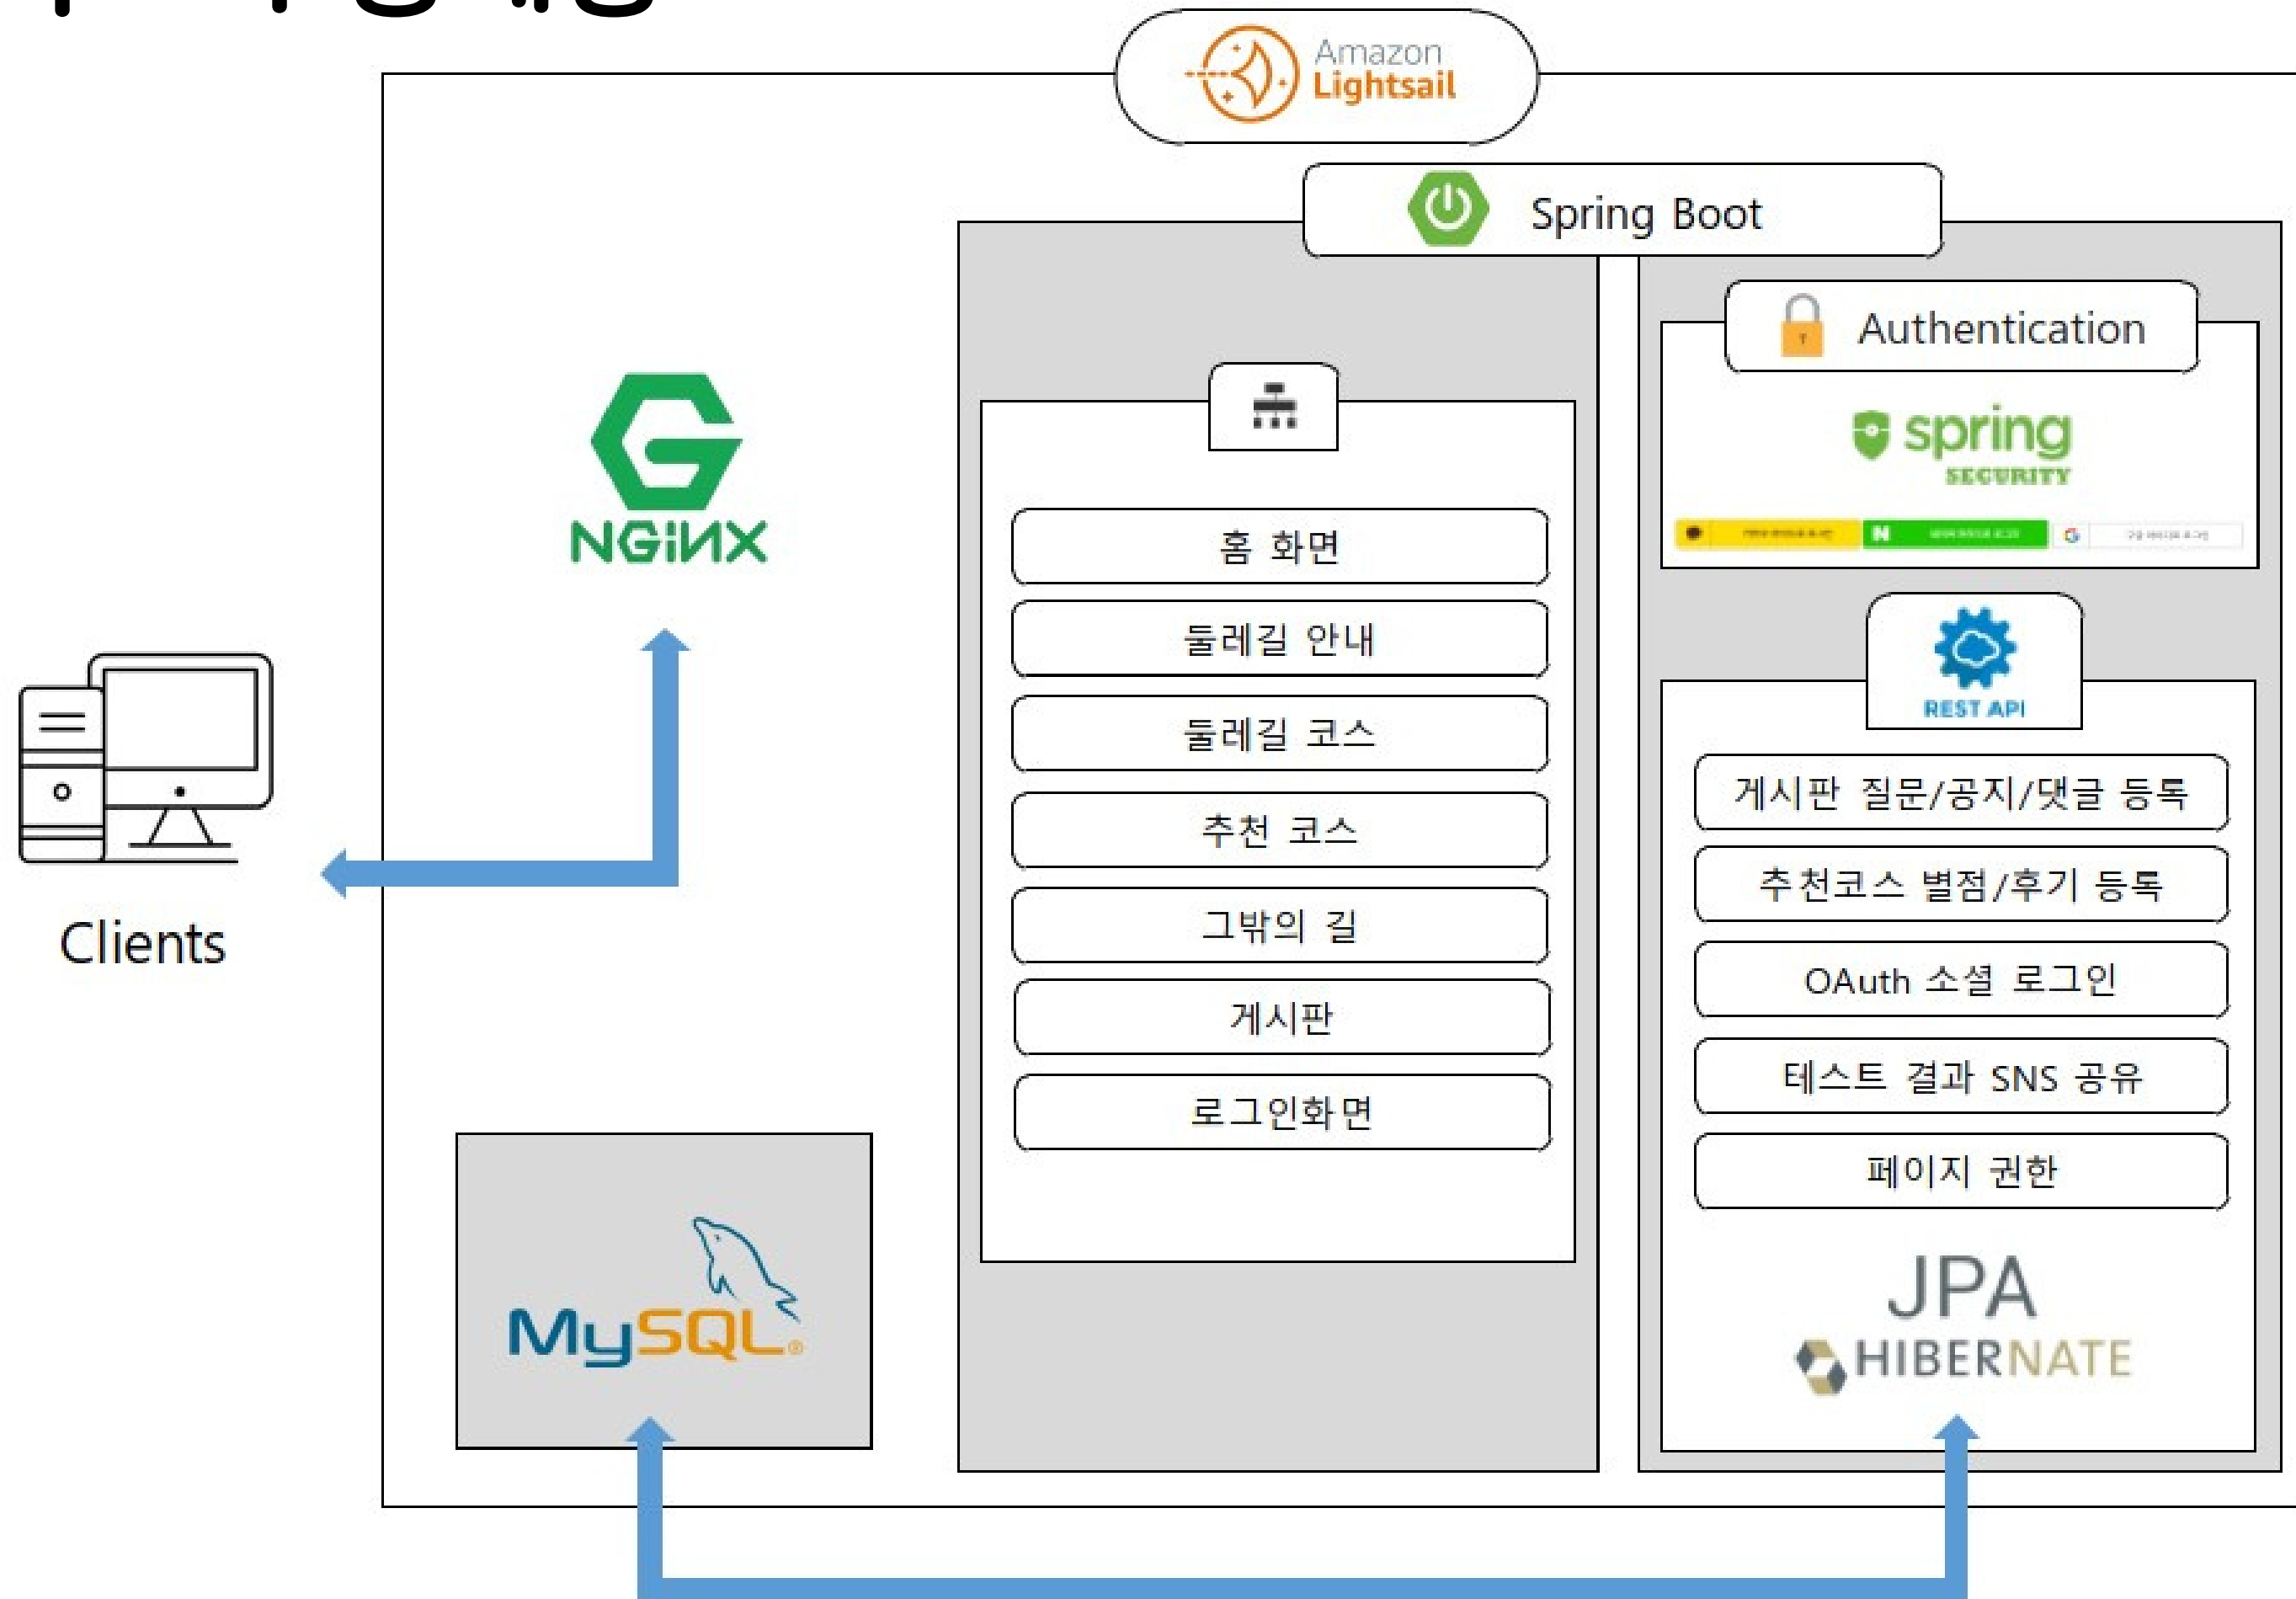 Amazon
Lightsail
Spring Boot
Authentication
spring
SECURITY
NGiNX
홈 화면
둘레길 안내
둘레길 코스
추천 코스
그밖의 길
게시판
로그인화면
REST API
게시판 질문/공지/댓글 등록
추천코스 별점/후기 등록
OAuth 소셜 로그인
테스트 결과 SNS 공유
페이지 권한
JPA
HIBERNATE
Clients
MySQL